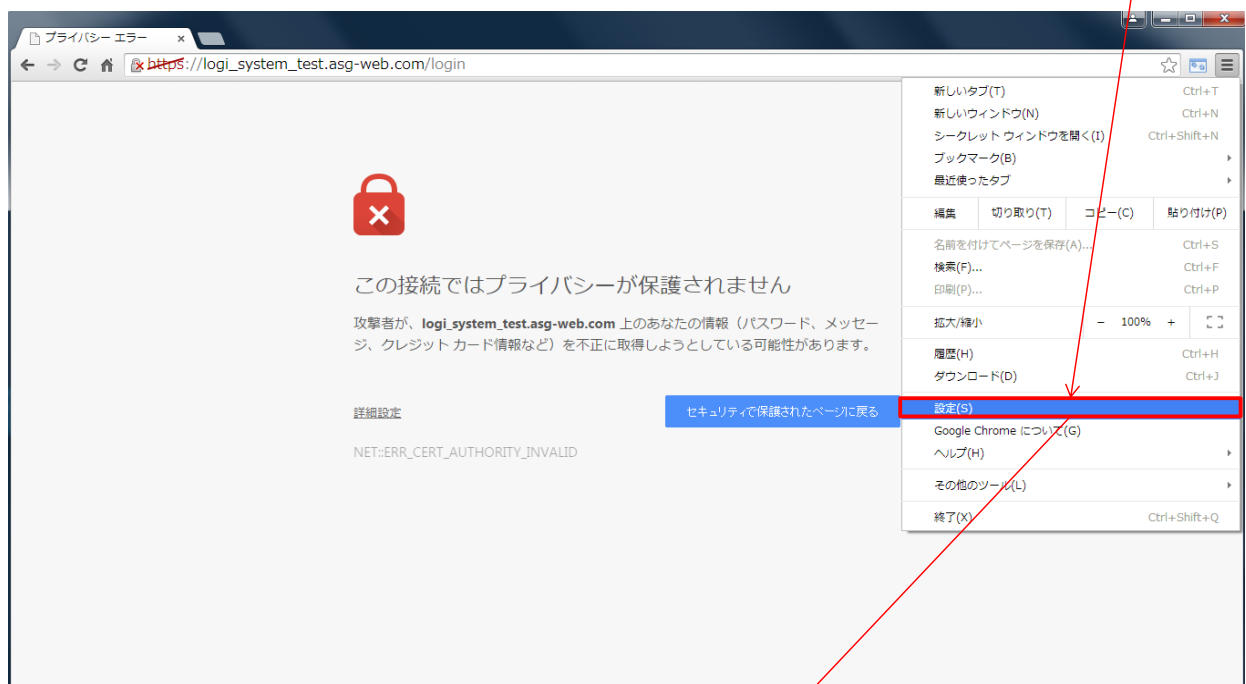 プライバシー エラー
https://logi_system_test.asg-web.com/login
新しいタブ(T) Ctrl+T
新しいウィンドウ(N) Ctrl+N
シークレット ウィンドウを開く(I) Ctrl+Shift+N
ブックマーク(B)
最近使ったタブ
編集 切り取り(T) コピー(C) 貼り付け(P)
名前を付けてページを保存(A)... Ctrl+S
検索(F)... Ctrl+F
印刷(P)... Ctrl+P
拡大/縮小 − 100% +
履歴(H) Ctrl+H
ダウンロード(D) Ctrl+J
設定(S)
Google Chrome について(G)
ヘルプ(H)
その他のツール(L)
終了(X) Ctrl+Shift+Q
この接続ではプライバシーが保護されません
攻撃者が、logi_system_test.asg-web.com 上のあなたの情報（パスワード、メッセー
ジ、クレジット カード情報など）を不正に取得しようとしている可能性があります。
詳細設定 セキュリティで保護されたページに戻る
NET::ERR_CERT_AUTHORITY_INVALID